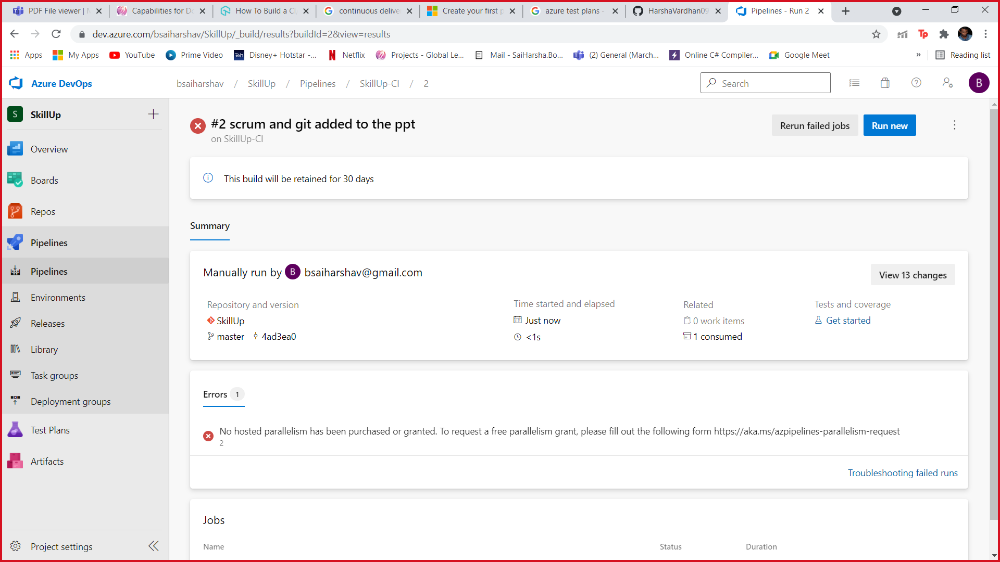 PDF File viewer | M
Capabilities for Do
How To Build a CI
continuous delive
Create your first p
azure test plans -
HarshaVardhan09
Pipelines - Run 2
dev.azure.com/bsaiharshav/SkillUp/_build/results?buildId=2&view=results
Apps
My Apps
YouTube
Prime Video
Disney+ Hotstar -...
Netflix
Projects - Global Le...
Mail - SaiHarsha.Bo...
(2) General (March...
Online C# Compiler...
Google Meet
»
Reading list
Azure DevOps
bsaiharshav / SkillUp / Pipelines / SkillUp-CI / 2
Search
B
S SkillUp
Overview
Boards
Repos
Pipelines
Pipelines
Environments
Releases
Library
Task groups
Deployment groups
Test Plans
Artifacts
Project settings
#2 scrum and git added to the ppt
on SkillUp-CI
Rerun failed jobs
Run new
This build will be retained for 30 days
Summary
Manually run by B bsaiharshav@gmail.com
View 13 changes
Repository and version
SkillUp
master 4ad3ea0
Time started and elapsed
Just now
<1s
Related
0 work items
1 consumed
Tests and coverage
Get started
Errors 1
No hosted parallelism has been purchased or granted. To request a free parallelism grant, please fill out the following form https://aka.ms/azpipelines-parallelism-request
2
Troubleshooting failed runs
Jobs
Name Status Duration